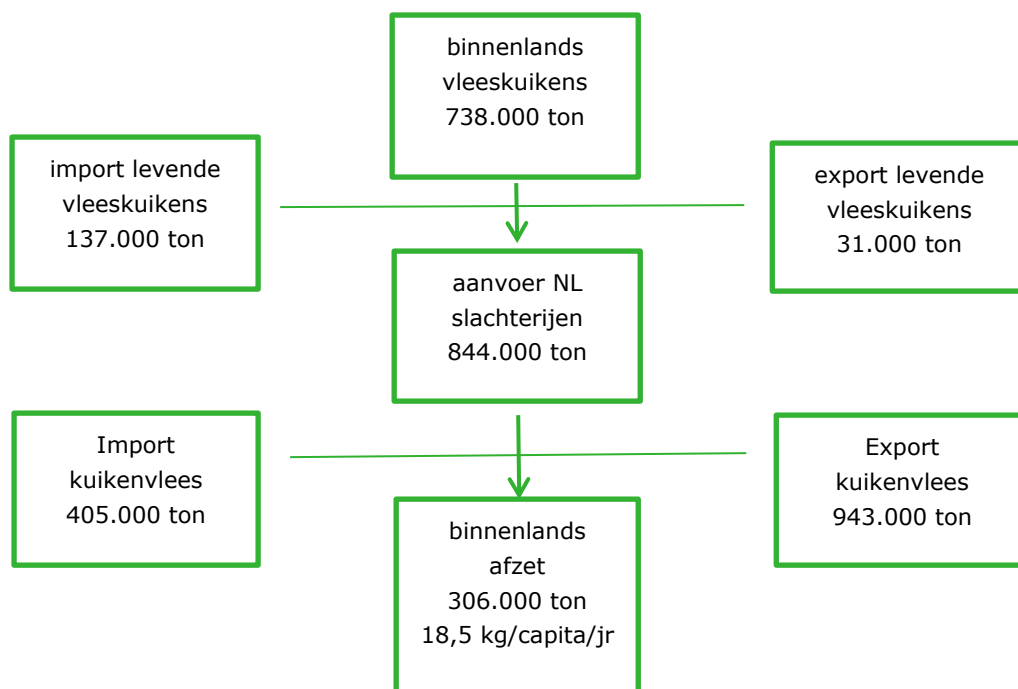 binnenlands
vleeskuikens
738.000 ton
import levende
vleeskuikens
137.000 ton
export levende
vleeskuikens
31.000 ton
aanvoer NL
slachterijen
844.000 ton
Import
kuikenvlees
405.000 ton
Export
kuikenvlees
943.000 ton
binnenlands
afzet
306.000 ton
18,5 kg/capita/jr